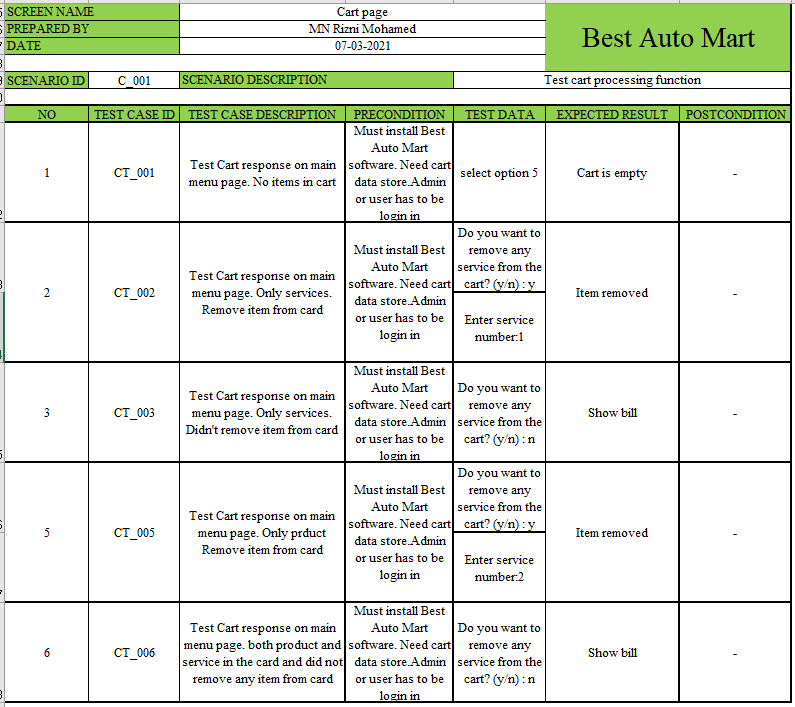 SCREEN NAME Cart page
PREPARED BY MN Rizni Mohamed
DATE 07-03-2021
Best Auto Mart
SCENARIO ID C_001 SCENARIO DESCRIPTION Test cart processing function
NO TEST CASE ID TEST CASE DESCRIPTION PRECONDITION TEST DATA EXPECTED RESULT POSTCONDITION
1
CT_001
Test Cart response on main
menu page. No items in cart
Must install Best
Auto Mart
software. Need cart
data store.Admin
or user has to be
login in
select option 5
Cart is empty
-
2
CT_002
Test Cart response on main
menu page. Only services.
Remove item from card
Must install Best
Auto Mart
software. Need cart
data store.Admin
or user has to be
login in
Do you want to
remove any
service from the
cart? (y/n) : y
Enter service
number:1
Item removed
-
3
CT_003
Test Cart response on main
menu page. Only services.
Didn't remove item from card
Must install Best
Auto Mart
software. Need cart
data store.Admin
or user has to be
login in
Do you want to
remove any
service from the
cart? (y/n) : n
Show bill
-
5
CT_005
Test Cart response on main
menu page. Only prduct
Remove item from card
Must install Best
Auto Mart
software. Need cart
data store.Admin
or user has to be
login in
Do you want to
remove any
service from the
cart? (y/n) : y
Enter service
number:2
Item removed
-
6
CT_006
Test Cart response on main
menu page. both product and
service in the card and did not
remove any item from card
Must install Best
Auto Mart
software. Need cart
data store.Admin
or user has to be
login in
Do you want to
remove any
service from the
cart? (y/n) : n
Show bill
-